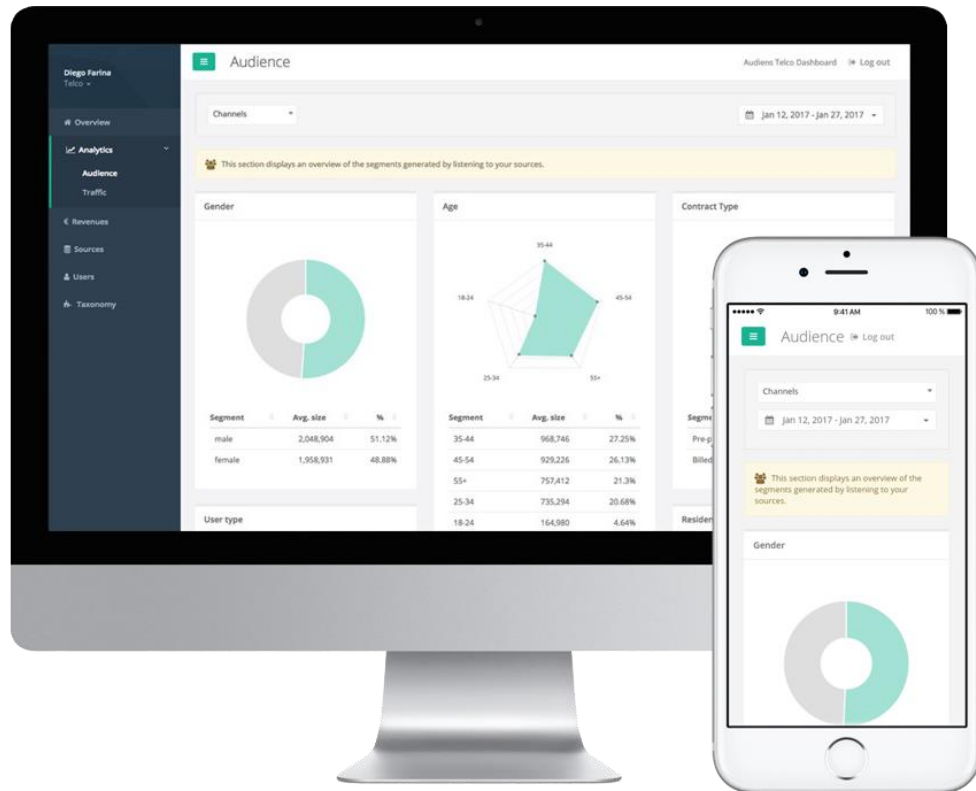 Diego Farina
Telco
Overview
Analytics
Audience
Traffic
€ Revenues
Sources
Users
Taxonomy
Audience
Audiens Telco Dashboard Log out
Channels
Jan 12, 2017 - Jan 27, 2017
This section displays an overview of the segments generated by listening to your sources.
Gender
Segment Avg. size %
male 2,048,904 51.12%
female 1,958,931 48.88%
User type
Age
35-44
45-54
55+
25-34
18-24
Segment Avg. size %
35-44 968,746 27.25%
45-54 929,226 26.13%
55+ 757,412 21.3%
25-34 735,294 20.68%
18-24 164,980 4.64%
Contract Type
Segme
Pre-p
Billed
Residen
9:41 AM 100 %
Audience Log out
Channels
Jan 12, 2017 - Jan 27, 2017
This section displays an overview of the
segments generated by listening to your
sources.
Gender